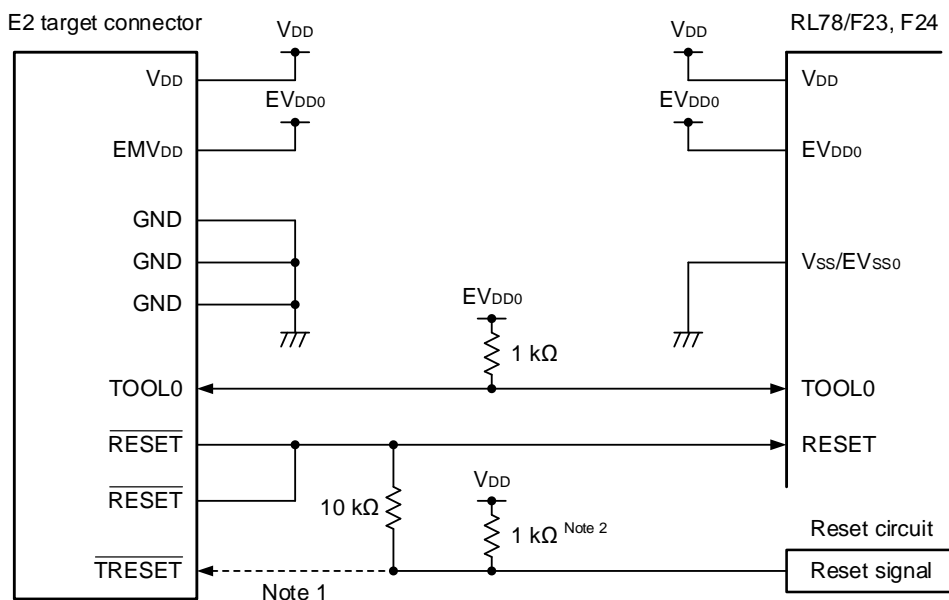 E2 target connector
VDD
VDD
RL78/F23, F24
VDD
VDD
EVDD0
EVDD0
EMVDD
EVDD0
GND
GND
VSS/EVSS0
GND
EVDD0
1 kΩ
TOOL0
TOOL0
RESET
RESET
VDD
RESET
10 kΩ
1 kΩ Note 2
Reset circuit
TRESET
Note 1
Reset signal